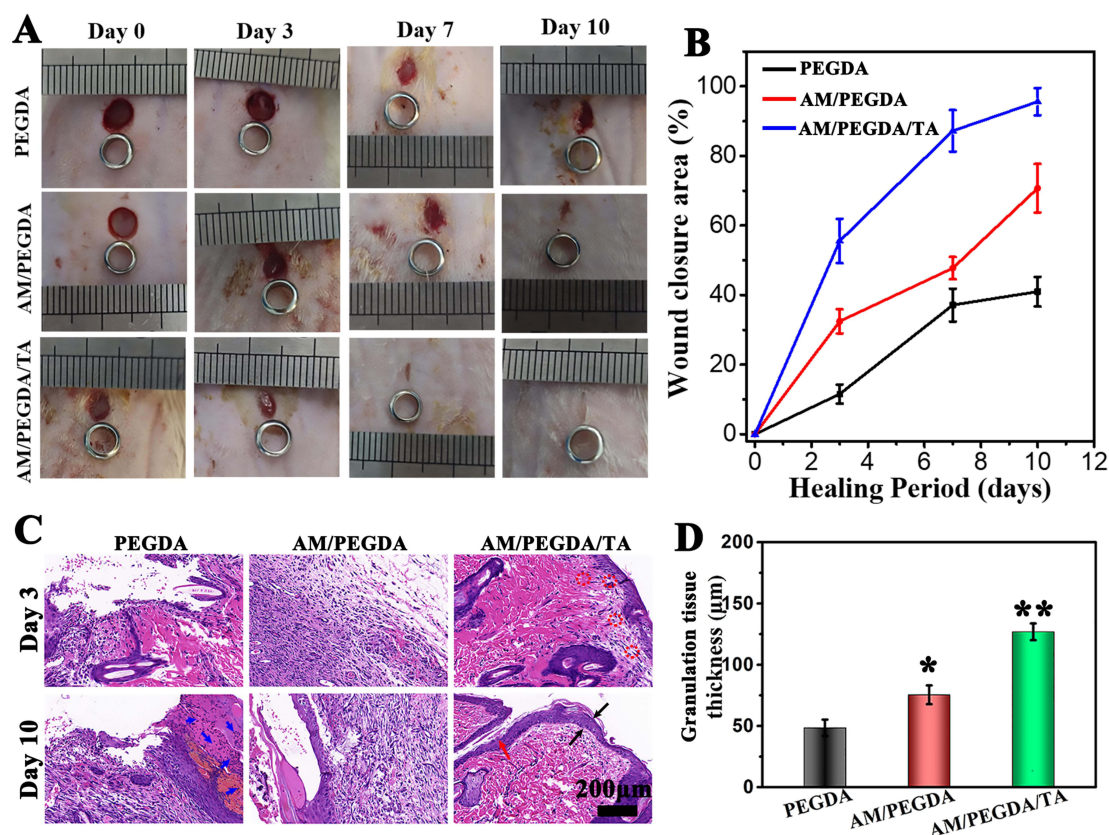 A
Day 0 Day 3 Day 7 Day 10
PEGDA
AM/PEGDA
AM/PEGDA/TA
B
PEGDA
AM/PEGDA
AM/PEGDA/TA
Wound closure area (%)
100
80
60
40
20
0
0 2 4 6 8 10 12
Healing Period (days)
C
PEGDA AM/PEGDA AM/PEGDA/TA
Day 3
Day 10
200μm
D
Granulation tissue
thickness (μm)
200
150
100
50
0
*
**
PEGDA AM/PEGDA AM/PEGDA/TA